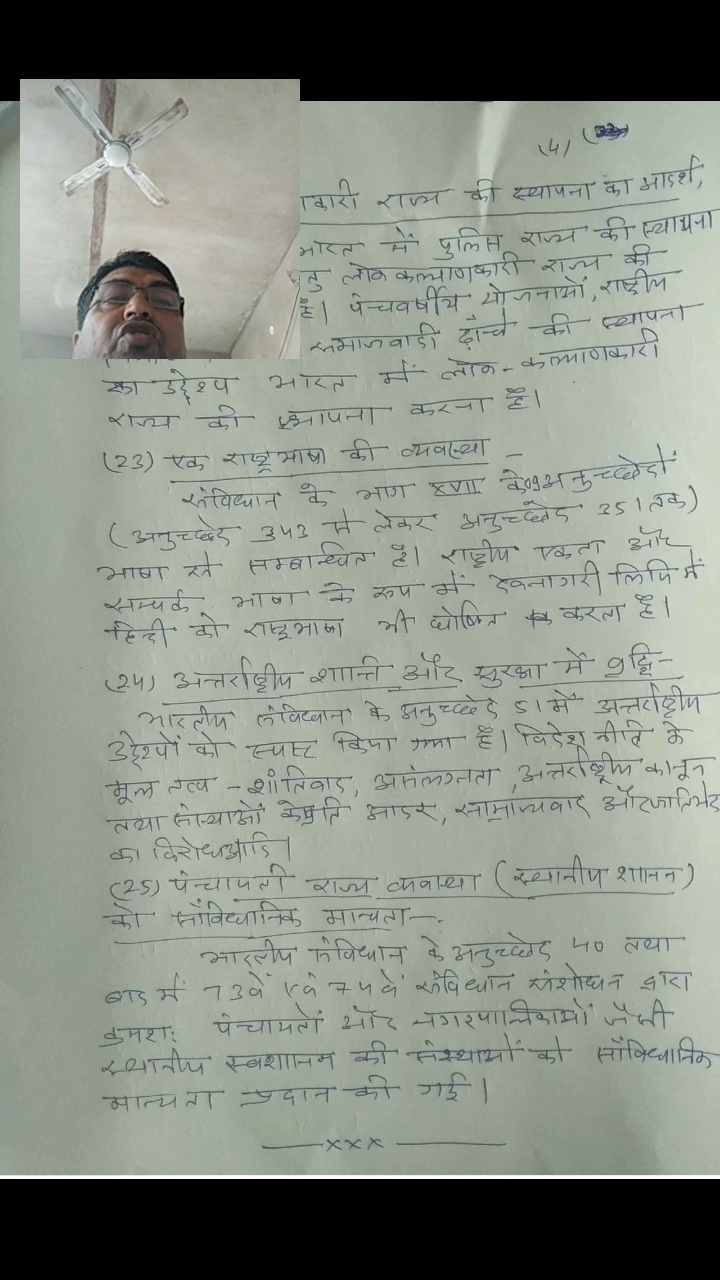 (4)
कारी राज्य की स्थापना का आदर्श,
भारत में पुलिस राज्य की स्थापना
तु लोक कल्याणकारी राज्य की
है। पंचवर्षीय योजनाओं, राष्ट्रीय
समाजवादी ढाँचे की स्थापना
का उद्देश्य भारत में लोक-कल्याणकारी
राज्य की स्थापना करना है।
(23) एक राष्ट्रभाषा की व्यवस्था -
संविधान के भाग XVII के 09 अनुच्छेदों
(अनुच्छेद 343 से लेकर अनुच्छेद 351 तक)
भाषा से सम्बान्धित है। राष्ट्रीय एकता और
सम्पर्क भाषा के रूप में देवनागरी लिपि में
हिन्दी को राष्ट्रभाषा भी घोषित करता है।
(24) अन्तर्राष्ट्रीय शान्ति और सुरक्षा में वृद्धि-
भारतीय संविधान के अनुच्छेद 51 में अन्तर्राष्ट्रीय
उद्देश्यों को स्पष्ट किया गया है। विदेश नीति के
मूल तत्व - शांतिवाद, असंलग्नता, अन्तर्राष्ट्रीय कानून
तथा संस्थाओं के प्रति आदर, साम्राज्यवाद और जातिभेद
का विरोध आदि।
(25) पंचायती राज्य व्यवस्था (स्थानीय शासन)
को साँविधानिक मान्यता-.
भारतीय संविधान के अनुच्छेद 40 तथा
बाद में 73वें एवं 74वें संविधान संशोधन द्वारा
क्रमश: पंचायतों और नगरपालिकाओं जैसी
स्थानीय स्वशासन की संस्थाओं को साँविधानिक
मान्यता प्रदान की गई।
xxx